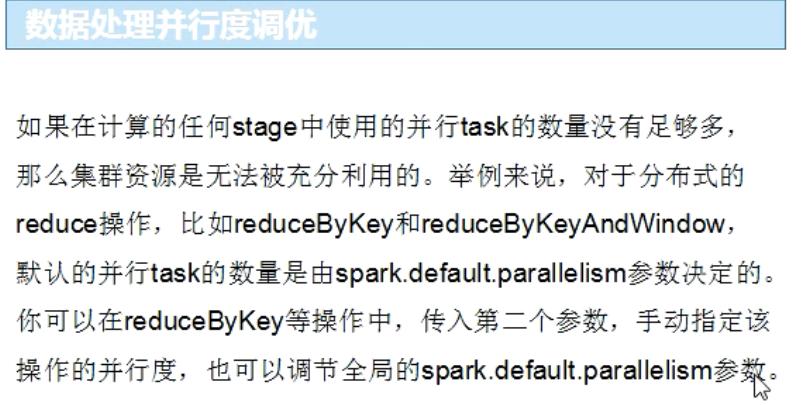 数据处理并行度调优
如果在计算的任何stage中使用的并行task的数量没有足够多，
那么集群资源是无法被充分利用的。举例来说，对于分布式的
reduce操作，比如reduceByKey和reduceByKeyAndWindow，
默认的并行task的数量是由spark.default.parallelism参数决定的。
你可以在reduceByKey等操作中，传入第二个参数，手动指定该
操作的并行度，也可以调节全局的spark.default.parallelism参数。